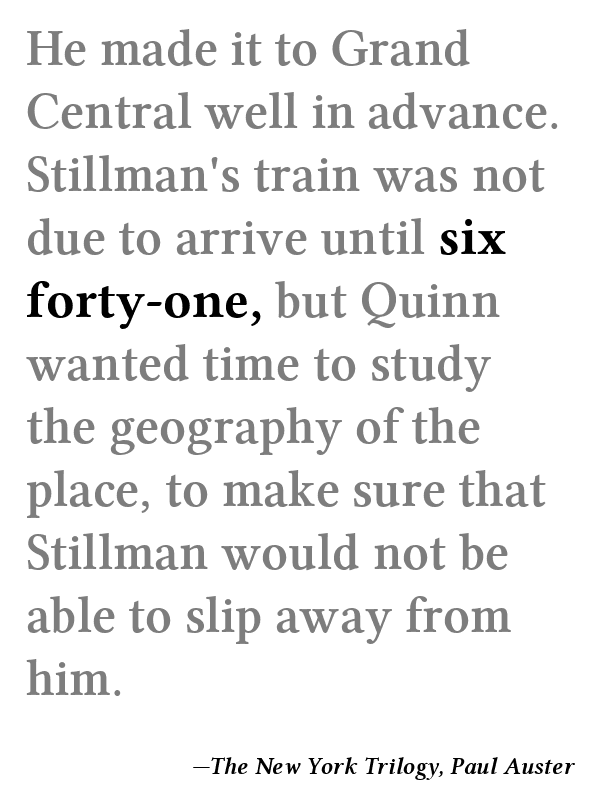 He made it to Grand
Central well in advance.
Stillman's train was not
due to arrive until six
forty-one, but Quinn
wanted time to study
the geography of the
place, to make sure that
Stillman would not be
able to slip away from
him.
—The New York Trilogy, Paul Auster